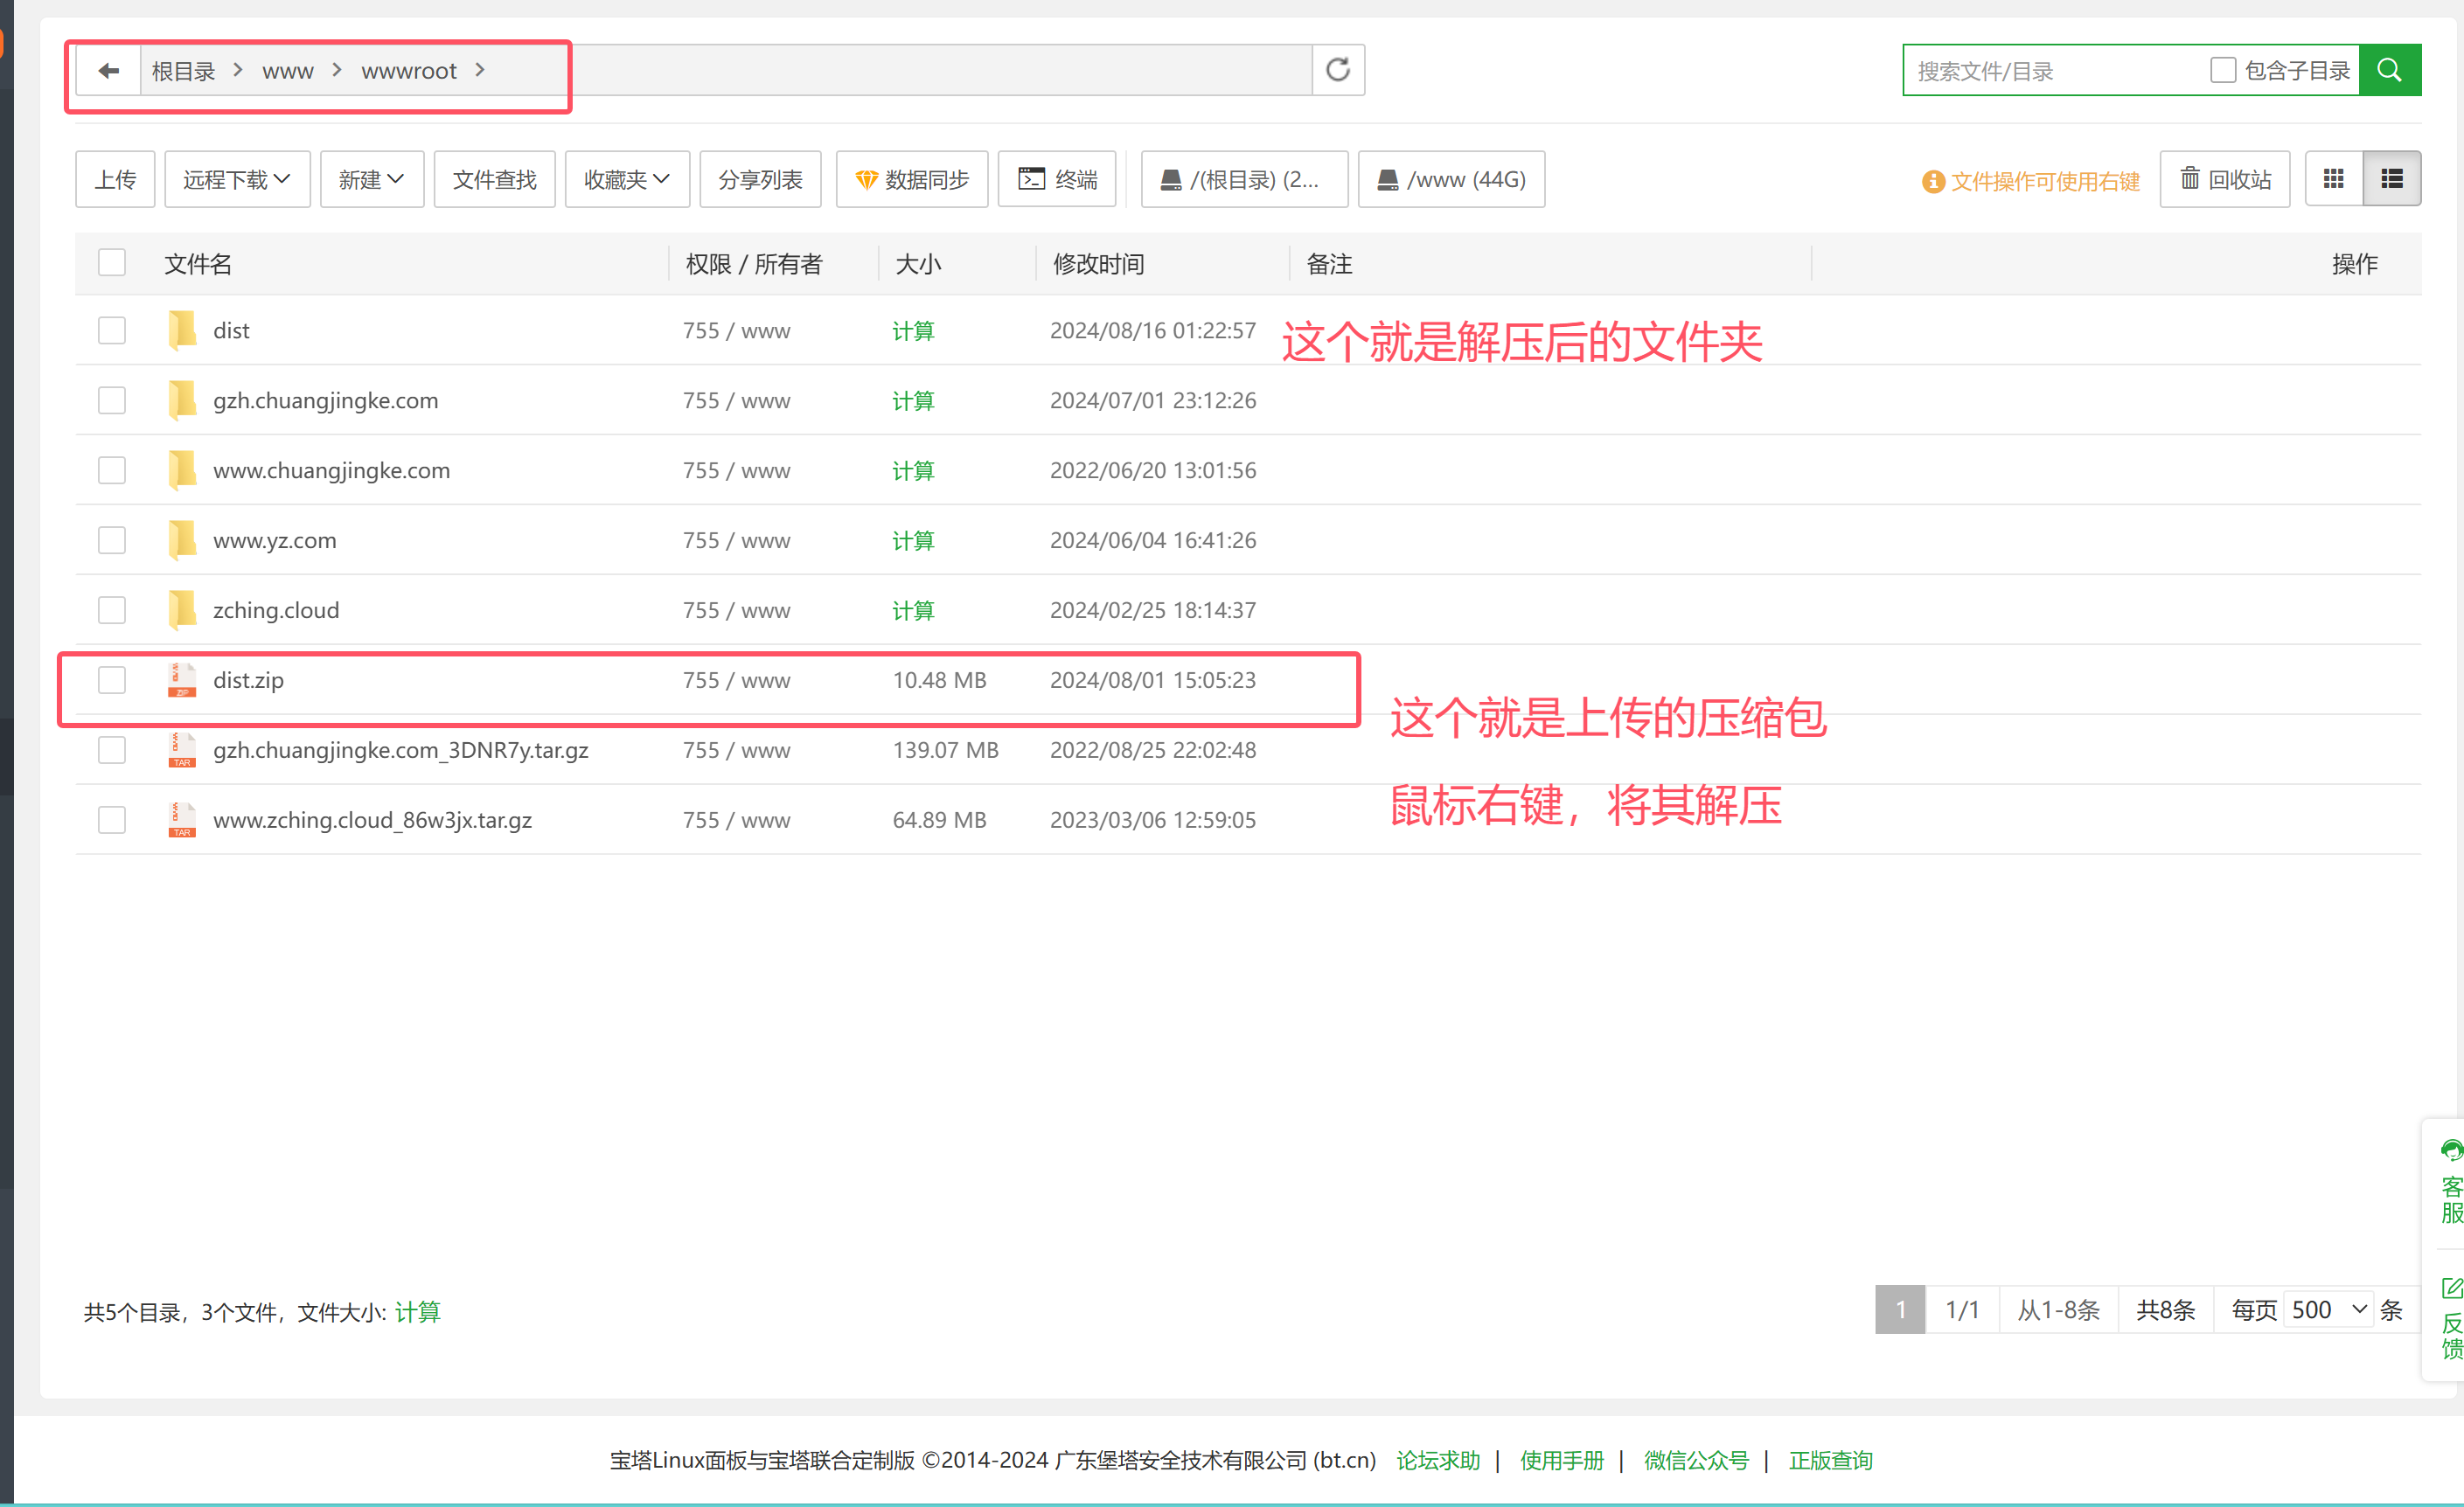 根目录 > www > wwwroot >
搜索文件/目录 包含子目录
上传 远程下载 新建 文件查找 收藏夹 分享列表 数据同步 终端 /(根目录) (2... /www (44G) 文件操作可使用右键 回收站
文件名 权限 / 所有者 大小 修改时间 备注 操作
dist 755 / www 计算 2024/08/16 01:22:57 这个就是解压后的文件夹
gzh.chuangjingke.com 755 / www 计算 2024/07/01 23:12:26
www.chuangjingke.com 755 / www 计算 2022/06/20 13:01:56
www.yz.com 755 / www 计算 2024/06/04 16:41:26
zching.cloud 755 / www 计算 2024/02/25 18:14:37
ZIP dist.zip 755 / www 10.48 MB 2024/08/01 15:05:23
这个就是上传的压缩包
TAR gzh.chuangjingke.com_3DNR7y.tar.gz 755 / www 139.07 MB 2022/08/25 22:02:48
鼠标右键，将其解压
TAR www.zching.cloud_86w3jx.tar.gz 755 / www 64.89 MB 2023/03/06 12:59:05
客
服
反
馈
共5个目录，3个文件，文件大小: 计算 1 1/1 从1-8条 共8条 每页 500 条
宝塔Linux面板与宝塔联合定制版 ©2014-2024 广东堡塔安全技术有限公司 (bt.cn) 论坛求助 | 使用手册 | 微信公众号 | 正版查询